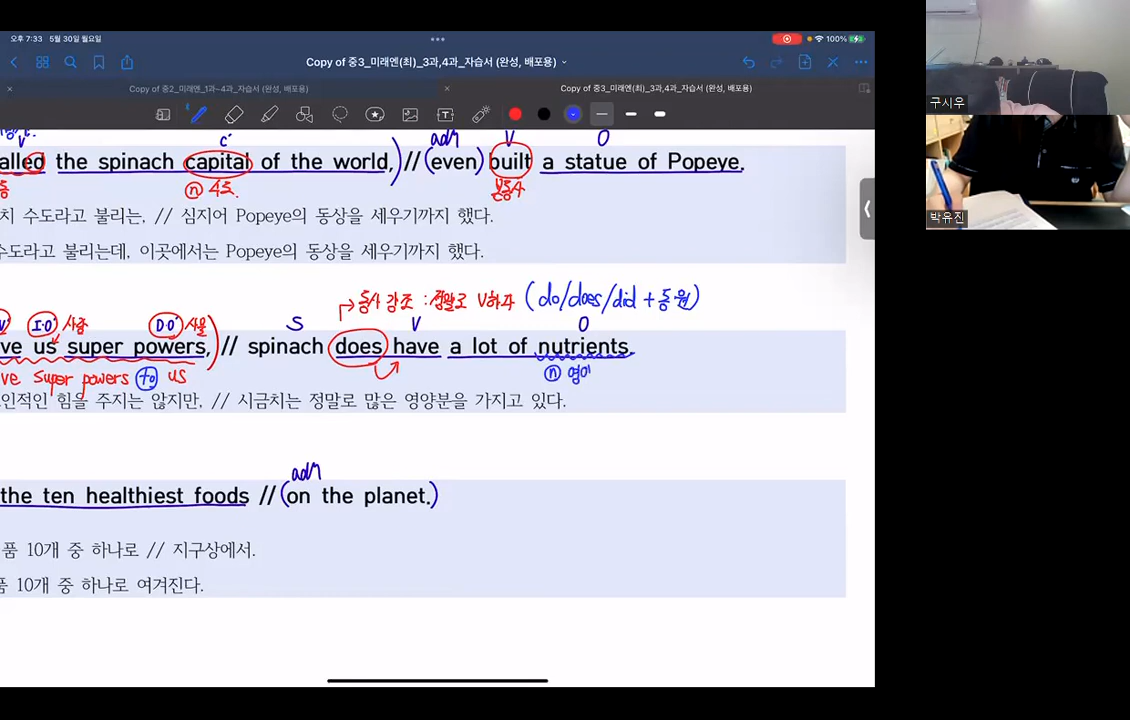 오후 7:33 5월 30일 월요일
100%
Copy of 중3_미래엔(최)_3과,4과_자습서 (완성, 배포용)
Copy of 중2_미래엔_1과~4과_자습서 (완성, 배포용)
Copy of 중3_미래엔(최)_3과,4과_자습서 (완성, 배포용)
구시우
박유진
V C' adv V O
alled the spinach capital of the world,) // (even) built a statue of Popeye.
ⓝ 수도 본동사
치 수도라고 불리는, // 심지어 Popeye의 동상을 세우기까지 했다.
수도라고 불리는데, 이곳에서는 Popeye의 동상을 세우기까지 했다.
동사 강조 : 정말로 V하다 (do/does/did + 동원)
V' I.O' 사람 D.O' 사물 S V O
ve us super powers,) // spinach does have a lot of nutrients.
ve super powers to us ⓝ 영
인적인 힘을 주지는 않지만, // 시금치는 정말로 많은 영양분을 가지고 있다.
adv
the ten healthiest foods // (on the planet.)
품 10개 중 하나로 // 지구상에서.
품 10개 중 하나로 여겨진다.